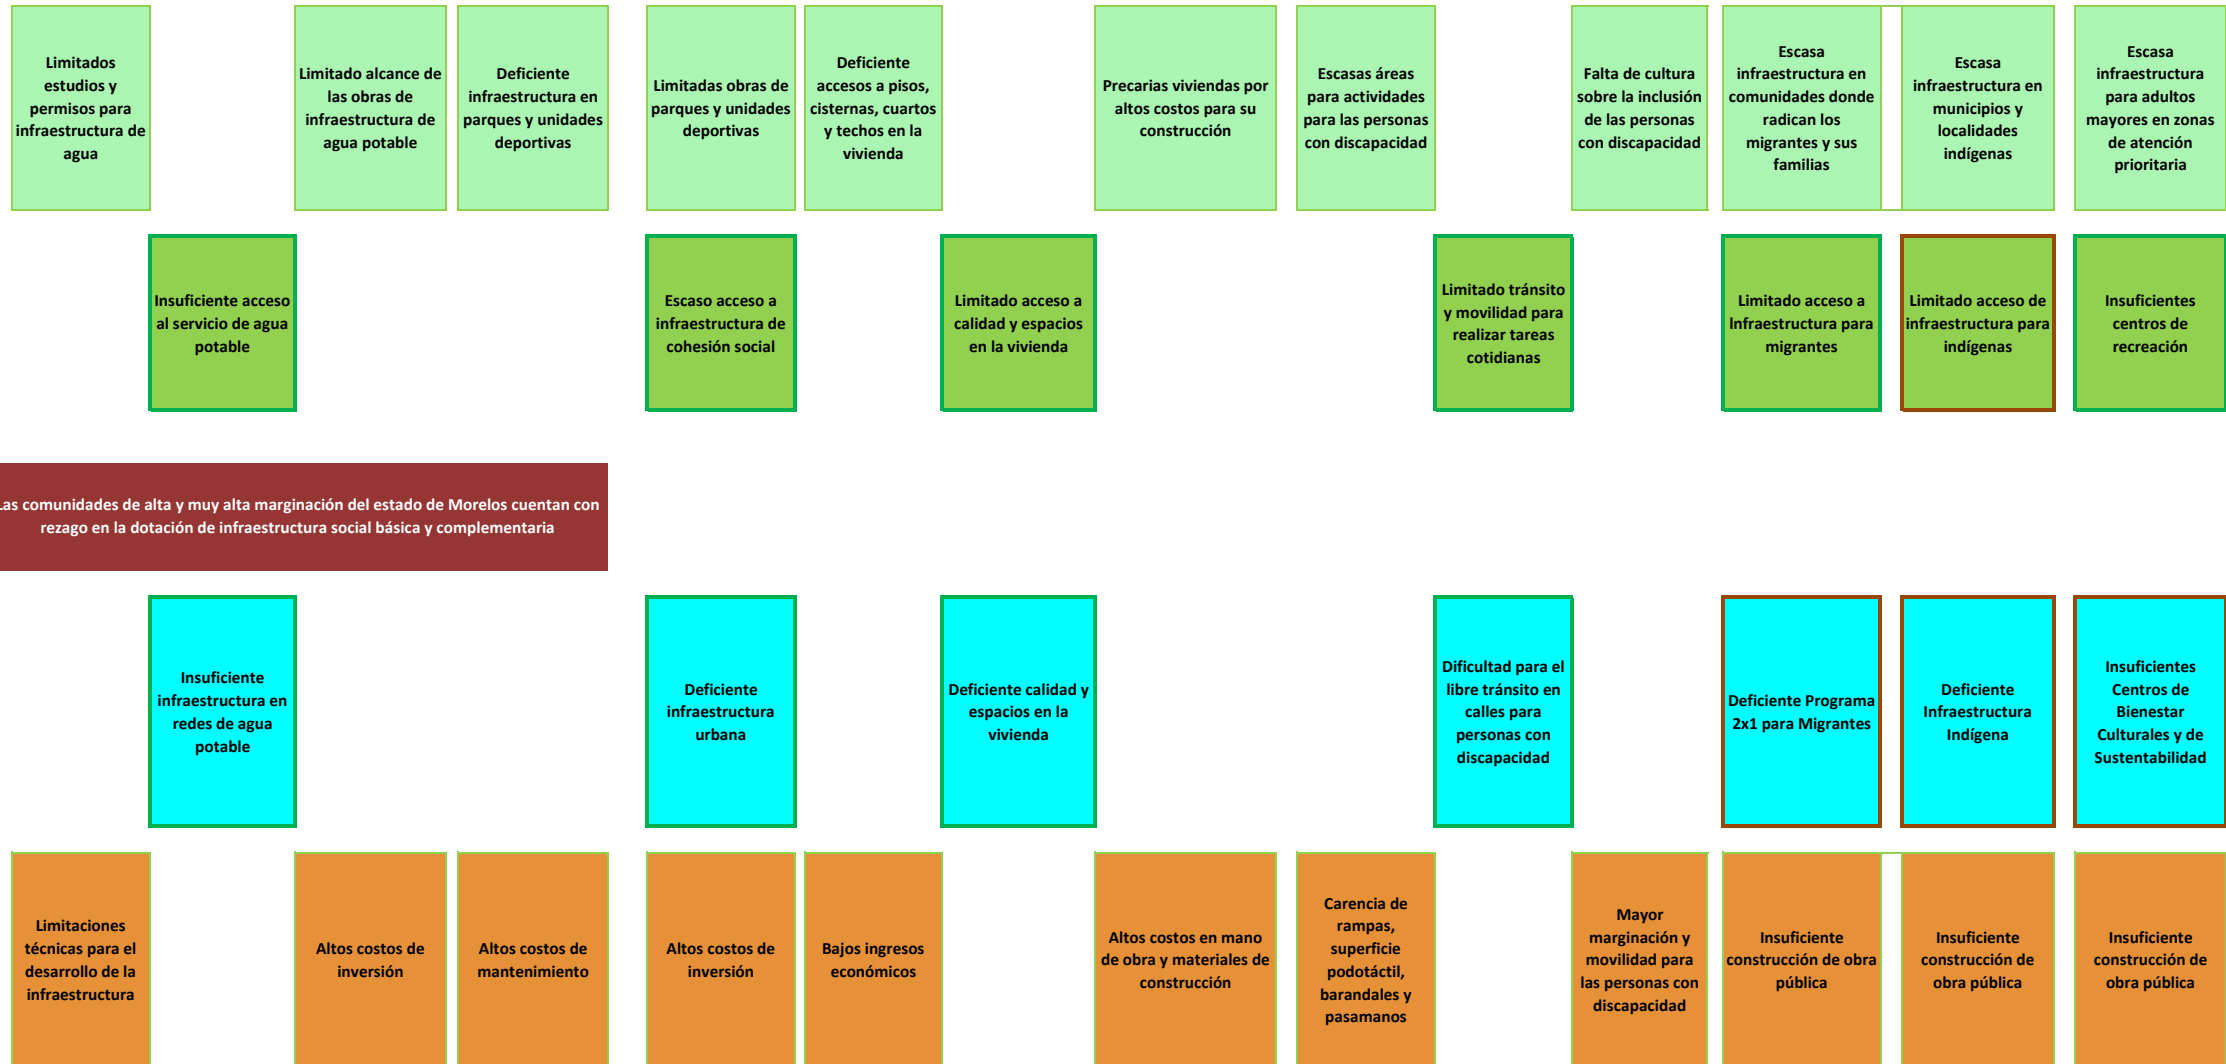 Limitados
estudios y
permisos para
infraestructura de
agua
Limitado alcance de
las obras de
infraestructura de
agua potable
Deficiente
infraestructura en
parques y unidades
deportivas
Limitadas obras de
parques y unidades
deportivas
Deficiente
accesos a pisos,
cisternas, cuartos
y techos en la
vivienda
Precarias viviendas por
altos costos para su
construcción
Escasas áreas
para actividades
para las personas
con discapacidad
Falta de cultura
sobre la inclusión
de las personas
con discapacidad
Escasa
infraestructura en
comunidades donde
radican los
migrantes y sus
familias
Escasa
infraestructura en
municipios y
localidades
indígenas
Escasa
infraestructura
para adultos
mayores en zonas
de atención
prioritaria
Insuficiente acceso
al servicio de agua
potable
Escaso acceso a
infraestructura de
cohesión social
Limitado acceso a
calidad y espacios
en la vivienda
Limitado tránsito
y movilidad para
realizar tareas
cotidianas
Limitado acceso a
Infraestructura para
migrantes
Limitado acceso de
infraestructura para
indígenas
Insuficientes
centros de
recreación
Las comunidades de alta y muy alta marginación del estado de Morelos cuentan con
rezago en la dotación de infraestructura social básica y complementaria
Insuficiente
infraestructura en
redes de agua
potable
Deficiente
infraestructura
urbana
Deficiente calidad y
espacios en la
vivienda
Dificultad para el
libre tránsito en
calles para
personas con
discapacidad
Deficiente Programa
2x1 para Migrantes
Deficiente
Infraestructura
Indígena
Insuficientes
Centros de
Bienestar
Culturales y de
Sustentabilidad
Limitaciones
técnicas para el
desarrollo de la
infraestructura
Altos costos de
inversión
Altos costos de
mantenimiento
Altos costos de
inversión
Bajos ingresos
económicos
Altos costos en mano
de obra y materiales de
construcción
Carencia de
rampas,
superficie
podotáctil,
barandales y
pasamanos
Mayor
marginación y
movilidad para
las personas con
discapacidad
Insuficiente
construcción de obra
pública
Insuficiente
construcción de
obra pública
Insuficiente
construcción de
obra pública